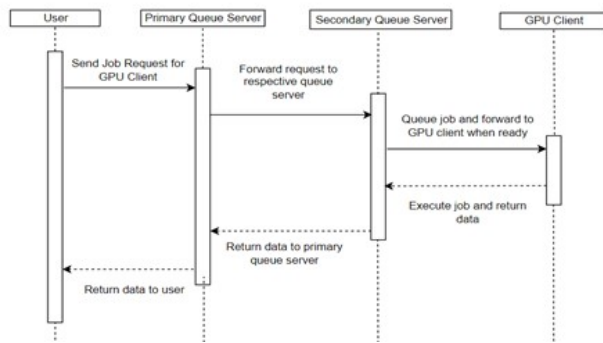 User
Primary Queue Server
Secondary Queue Server
GPU Client
Send Job Request for
GPU Client
Forward request to
respective queue
server
Queue job and forward to
GPU client when ready
Execute job and return
data
Return data to primary
queue server
Return data to user